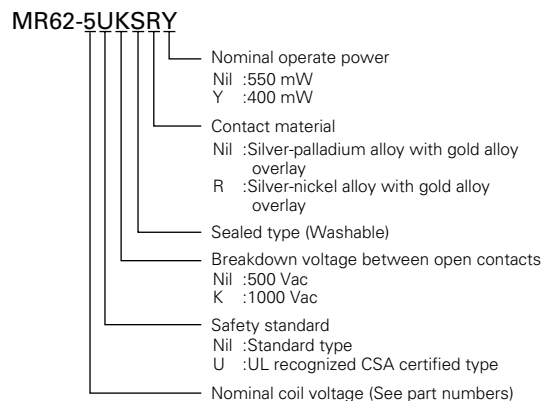 MR62-5UKSRY
Nominal operate power
Nil :550 mW
Y :400 mW
Contact material
Nil :Silver-palladium alloy with gold alloy
overlay
R :Silver-nickel alloy with gold alloy
overlay
Sealed type (Washable)
Breakdown voltage between open contacts
Nil :500 Vac
K :1000 Vac
Safety standard
Nil :Standard type
U :UL recognized CSA certified type
Nominal coil voltage (See part numbers)